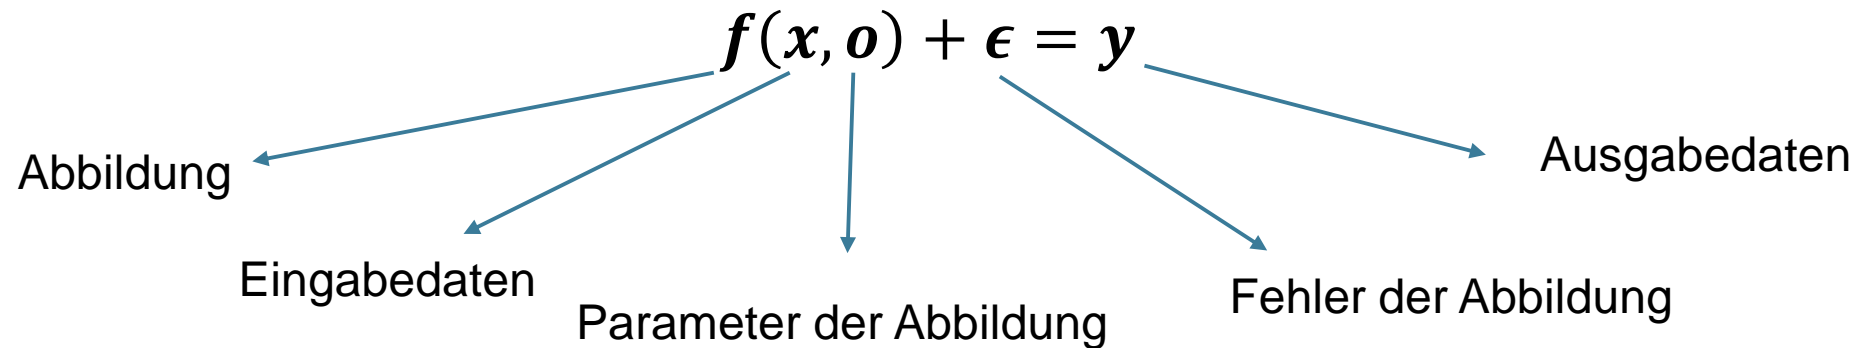 f(x, o) + ϵ = y
Abbildung
Ausgabedaten
Eingabedaten
Parameter der Abbildung
Fehler der Abbildung